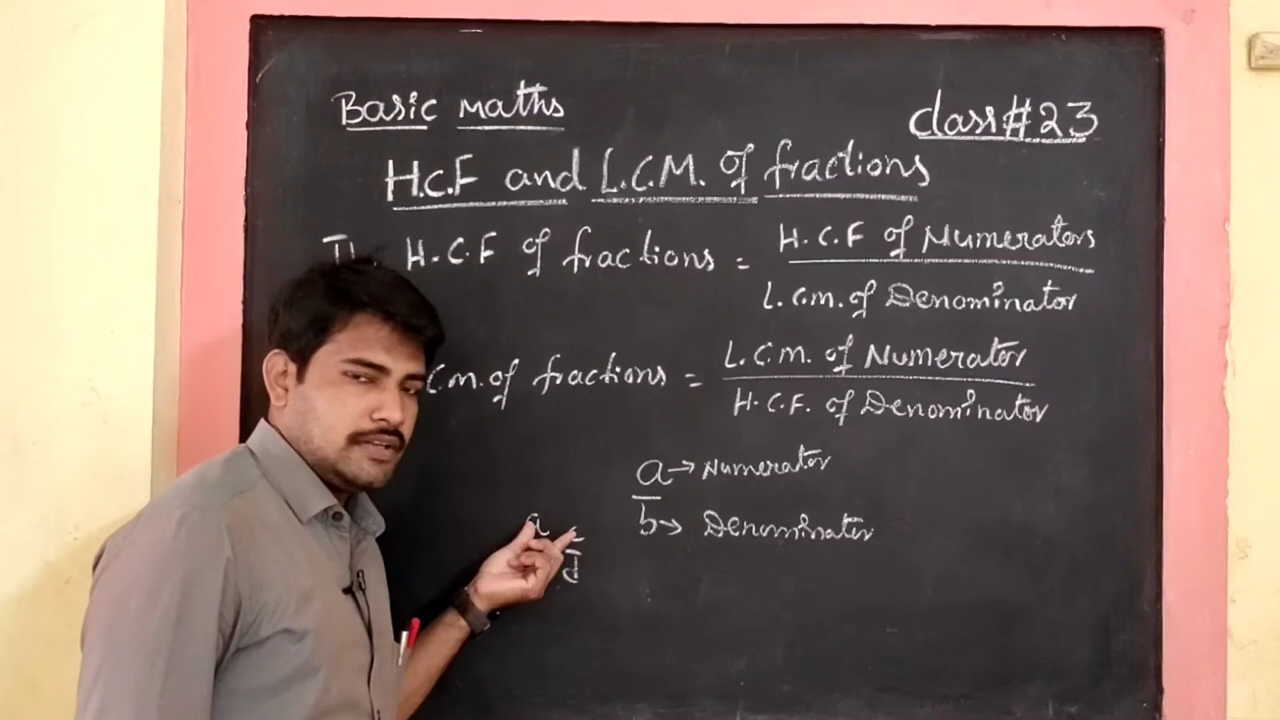 Basic maths
class#23
H.C.F and L.C.M. of fractions
H.C.F of fractions = H.C.F of Numerators
L.C.M. of Denominator
C.M. of fractions = L.C.M. of Numerator
H.C.F. of Denominator
a → Numerator
b → Denominator
a c
d